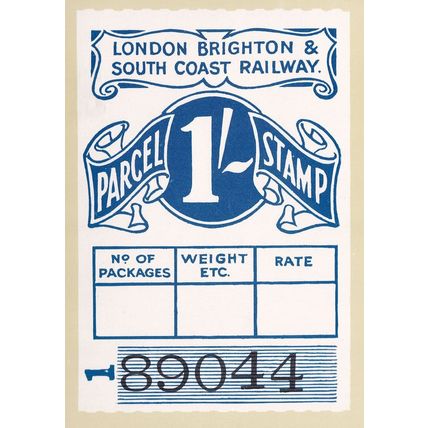 LONDON BRIGHTON &
SOUTH COAST RAILWAY.
PARCEL 1/- STAMP
Nº OF PACKAGES
WEIGHT ETC.
RATE
1 89044